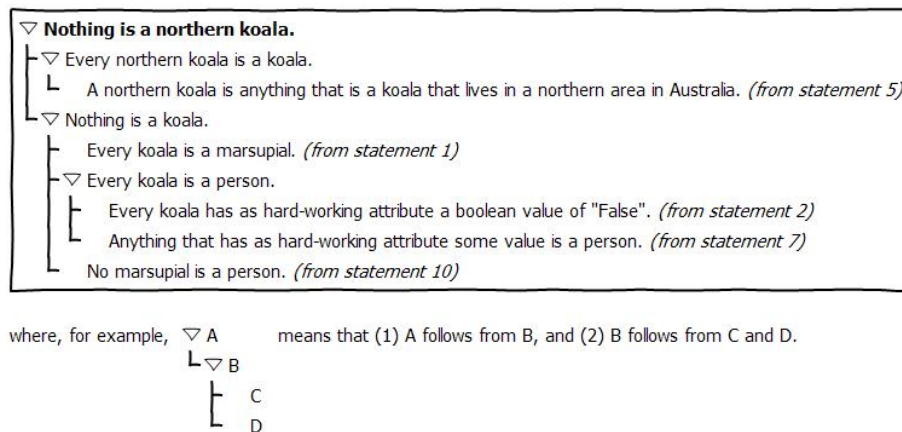 Nothing is a northern koala.
Every northern koala is a koala.
A northern koala is anything that is a koala that lives in a northern area in Australia. (from statement 5)
Nothing is a koala.
Every koala is a marsupial. (from statement 1)
Every koala is a person.
Every koala has as hard-working attribute a boolean value of "False". (from statement 2)
Anything that has as hard-working attribute some value is a person. (from statement 7)
No marsupial is a person. (from statement 10)
where, for example, A means that (1) A follows from B, and (2) B follows from C and D.
B
C
D